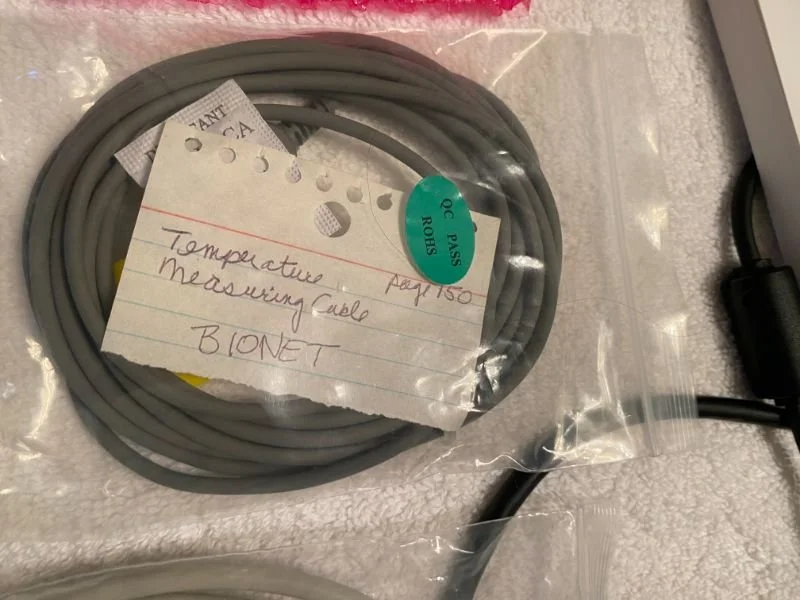 QC PASS
ROHS
Temperature
Measuring Cable
page 150
BIONET